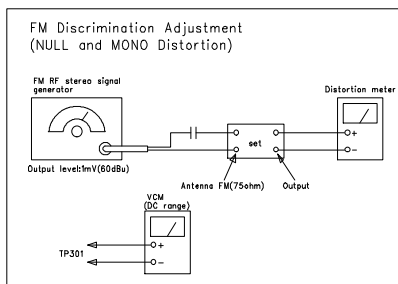 FM Discrimination Adjustment
(NULL and MONO Distortion)
FM RF stereo signal
generator
Distortion meter
set
+
−
Output level:1mV(60dBu)
Antenna FM(75ohm)
Output
VCM
(DC range)
TP301
+
−